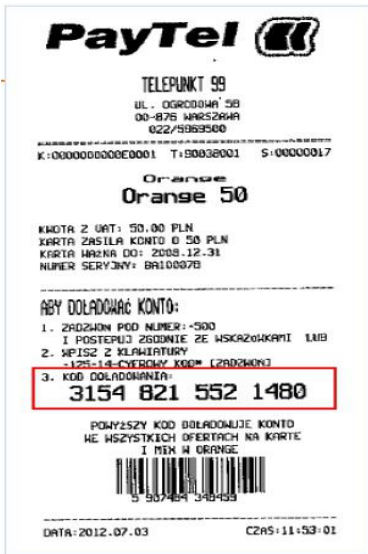 PayTel
TELEPUNKT 99
UL. OGRODOWA 58
00-876 WARSZAWA
022/5969500
K:0000000000E0001 T:90038001 S:00000017
Orange
Orange 50
KWOTA Z VAT: 50.00 PLN
KARTA ZASILA KONTO O 50 PLN
KARTA WAŻNA DO: 2008.12.31
NUMER SERYJNY: BA100078
ABY DOŁADOWAĆ KONTO:
1. ZADZWOŃ POD NUMER: *500
I POSTĘPUJ ZGODNIE ZE WSKAZÓWKAMI LUB
2. WPISZ Z KLAWIATURY
*125*14-CYFROWY KOD# [ZADZWOŃ]
3. KOD DOŁADOWANIA:
3154 821 552 1480
POWYŻSZY KOD DOŁADOWUJE KONTO
WE WSZYSTKICH OFERTACH NA KARTĘ
I MIX W ORANGE
5 907484 349459
DATA:2012.07.03 CZAS:11:53:01